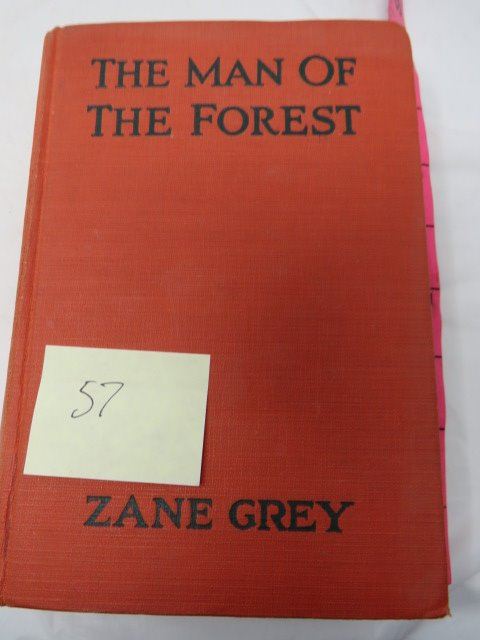 THE MAN OF
THE FOREST
57
ZANE GREY